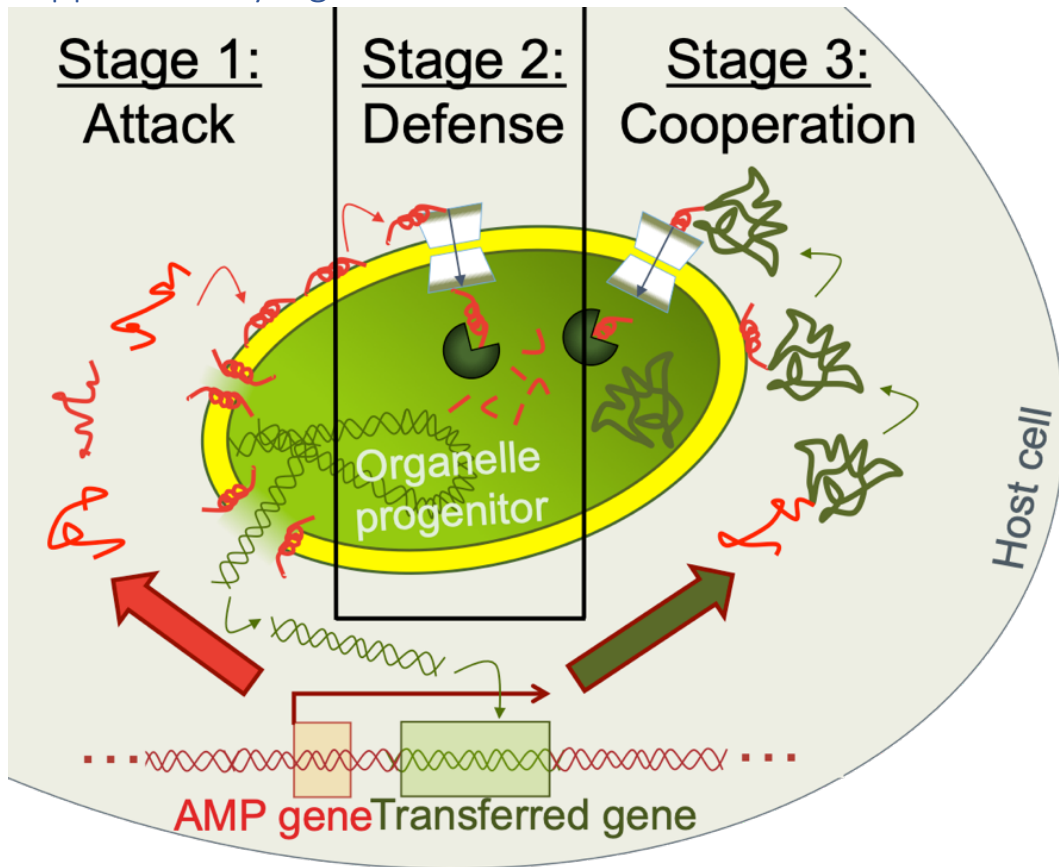 Stage 1:
Attack
Stage 2:
Defense
Stage 3:
Cooperation
Organelle
progenitor
Host cell
AMP gene
Transferred gene